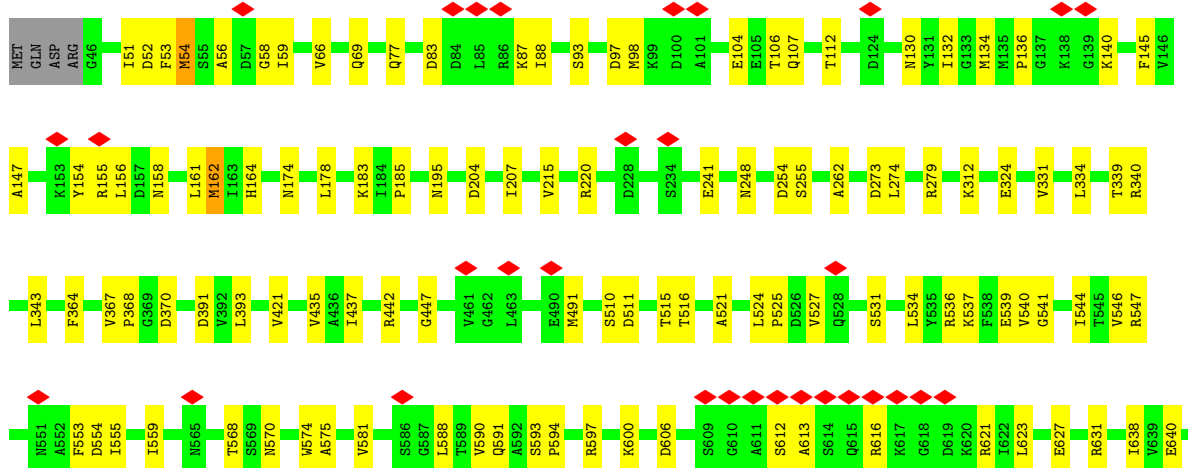 MET GLN ASP ARG G46 I51 D52 F53 M54 S55 A56 D57 G58 I59 V66 Q69 Q77 D83 D84 L85 R86 K87 I88 S93 D97 M98 K99 D100 A101 E104 E105 T106 Q107 T112 D124 N130 Y131 I132 G133 M134 M135 P136 G137 K138 G139 K140 F145 V146
A147 K153 Y154 R155 L156 D157 N158 L161 M162 I163 H164 N174 L178 K183 I184 P185 N195 D204 I207 V215 R220 D228 S234 E241 N248 D254 S255 A262 D273 L274 R279 K312 E324 V331 L334 T339 R340
L343 F364 V367 P368 G369 D370 D391 V392 L393 V421 V435 A436 I437 R442 G447 V461 G462 L463 E490 M491 S510 D511 T515 T516 A521 L524 P525 D526 V527 Q528 S531 L534 Y535 R536 K537 F538 E539 V540 G541 I544 T545 V546 R547
N551 A552 F553 D554 I555 I559 N565 T568 S569 N570 W574 A575 V581 S586 G587 L588 T589 V590 Q591 A592 S593 P594 R597 K600 D606 S609 G610 A611 S612 A613 S614 Q615 R616 K617 G618 D619 K620 R621 I622 L623 E627 R631 I638 V639 E640